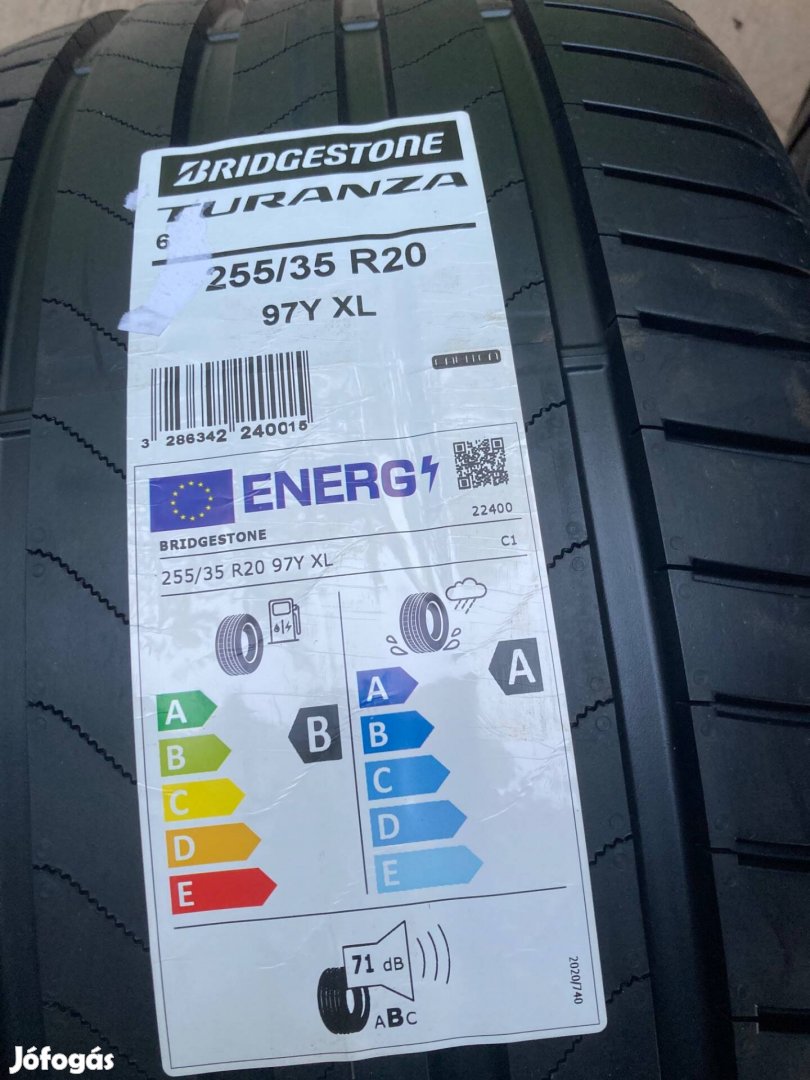 BRIDGESTONE
TURANZA
6
255/35 R20
97Y XL
3 286342 240015
ENERG
22400
BRIDGESTONE
C1
255/35 R20 97Y XL
A
B
C
D
E
B
A
B
C
D
E
A
71 dB
ABC
2020/740
Jófogás